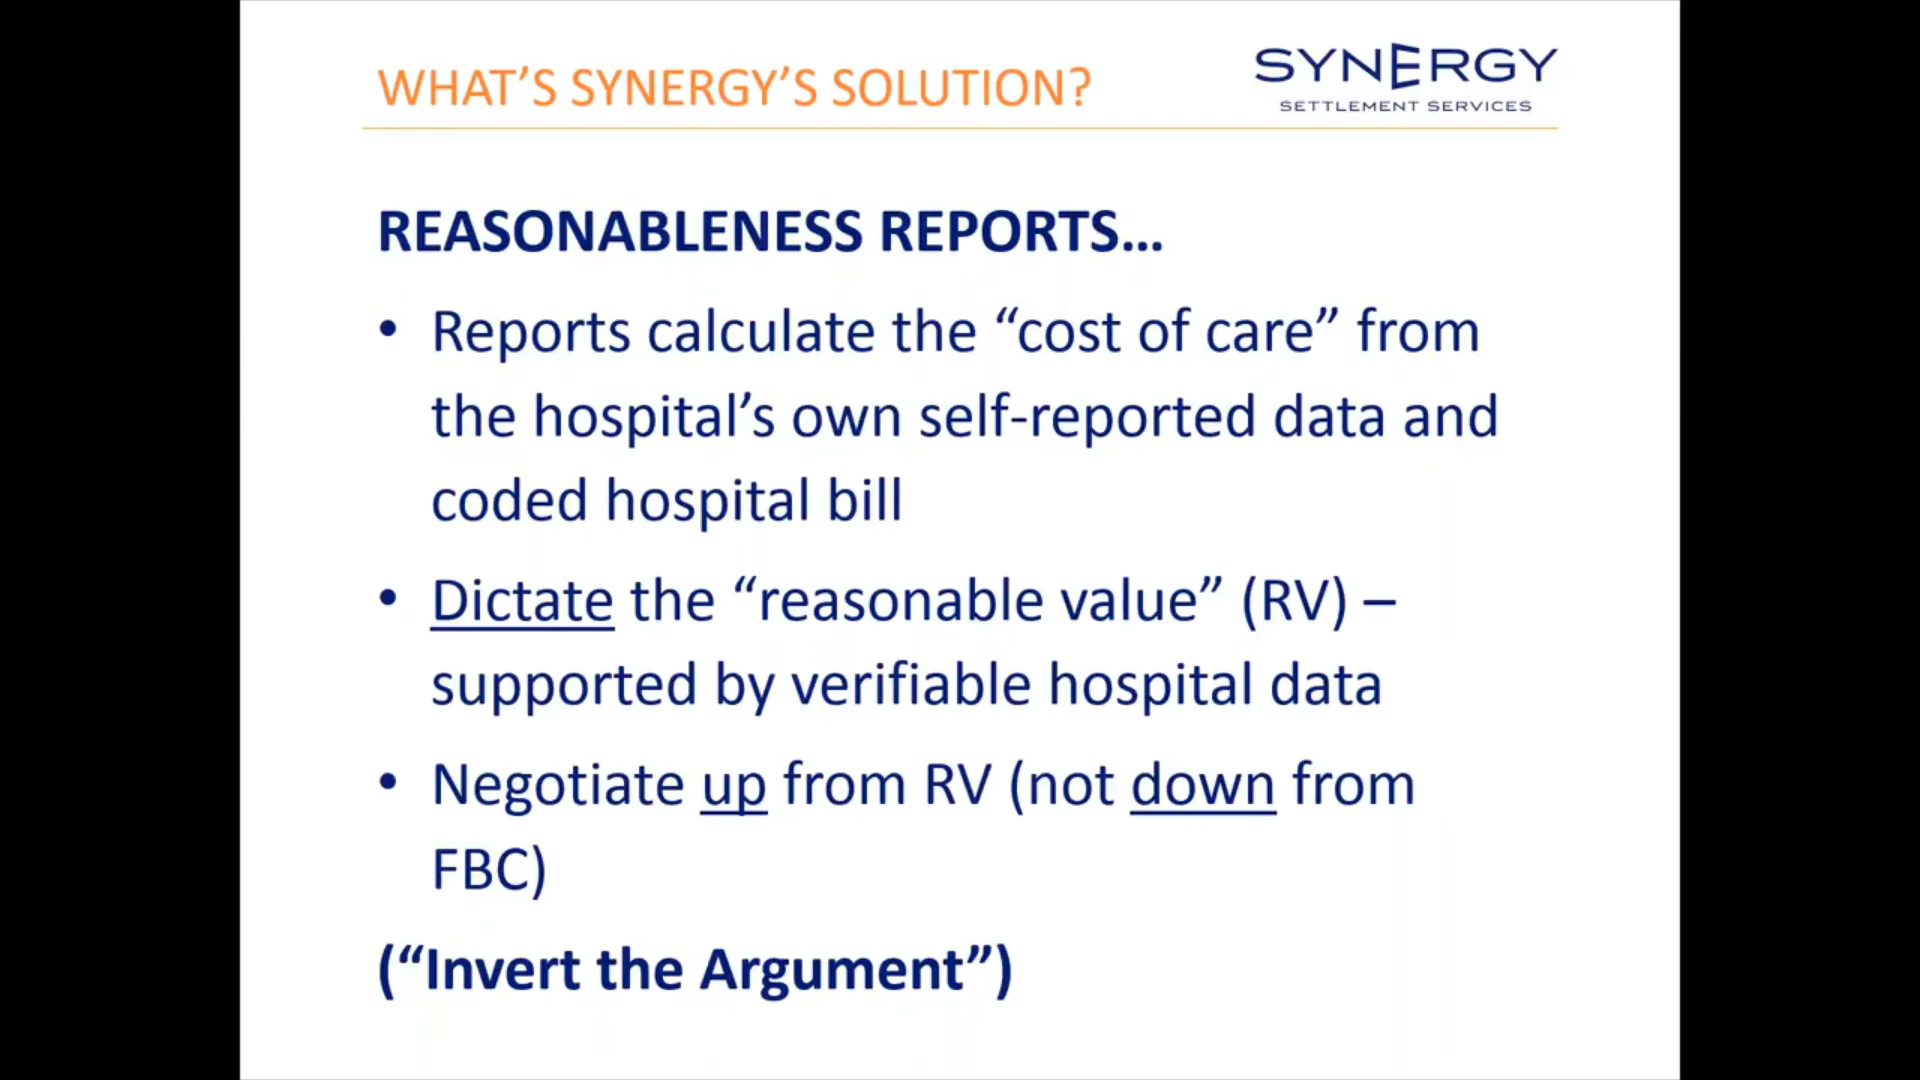 WHAT’S SYNERGY’S SOLUTION?
SYNERGY
SETTLEMENT SERVICES
REASONABLENESS REPORTS…
• Reports calculate the “cost of care” from
the hospital’s own self-reported data and
coded hospital bill
• Dictate the “reasonable value” (RV) –
supported by verifiable hospital data
• Negotiate up from RV (not down from
FBC)
(“Invert the Argument”)